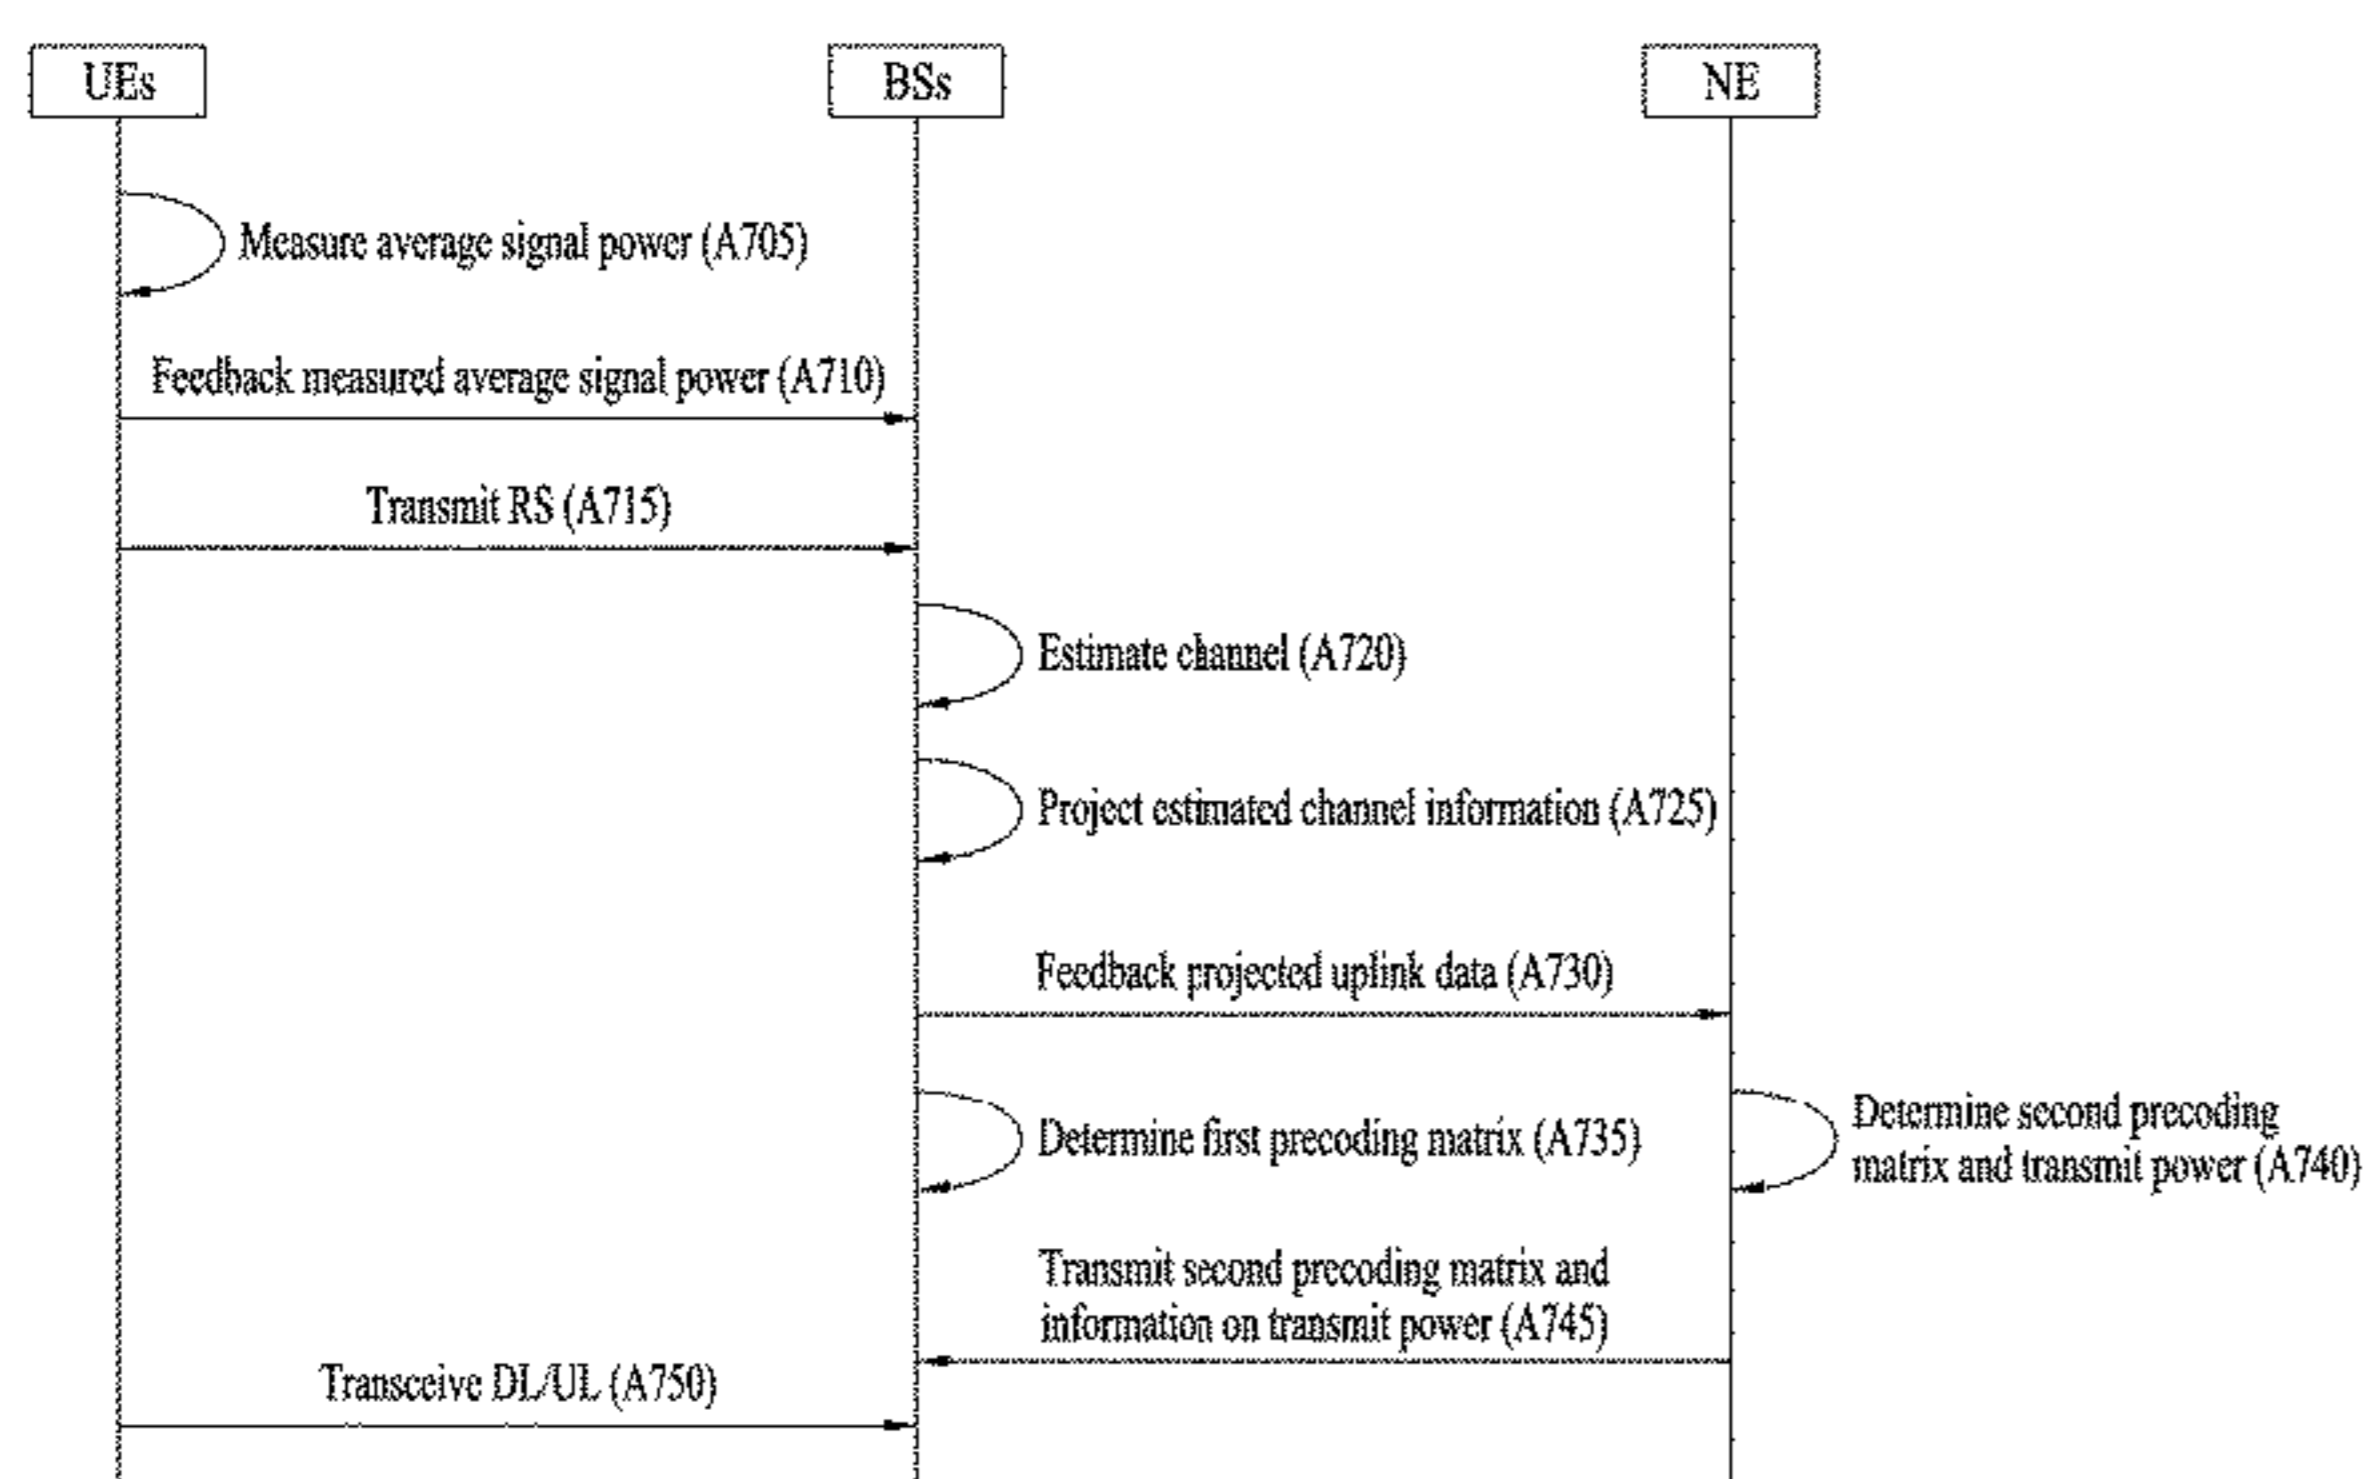 UEs
BSs
NE
Measure average signal power (A705)
Feedback measured average signal power (A710)
Transmit RS (A715)
Estimate channel (A720)
Project estimated channel information (A725)
Feedback projected uplink data (A730)
Determine first precoding matrix (A735)
Determine second precoding
matrix and transmit power (A740)
Transmit second precoding matrix and
information on transmit power (A745)
Transceive DL/UL (A750)